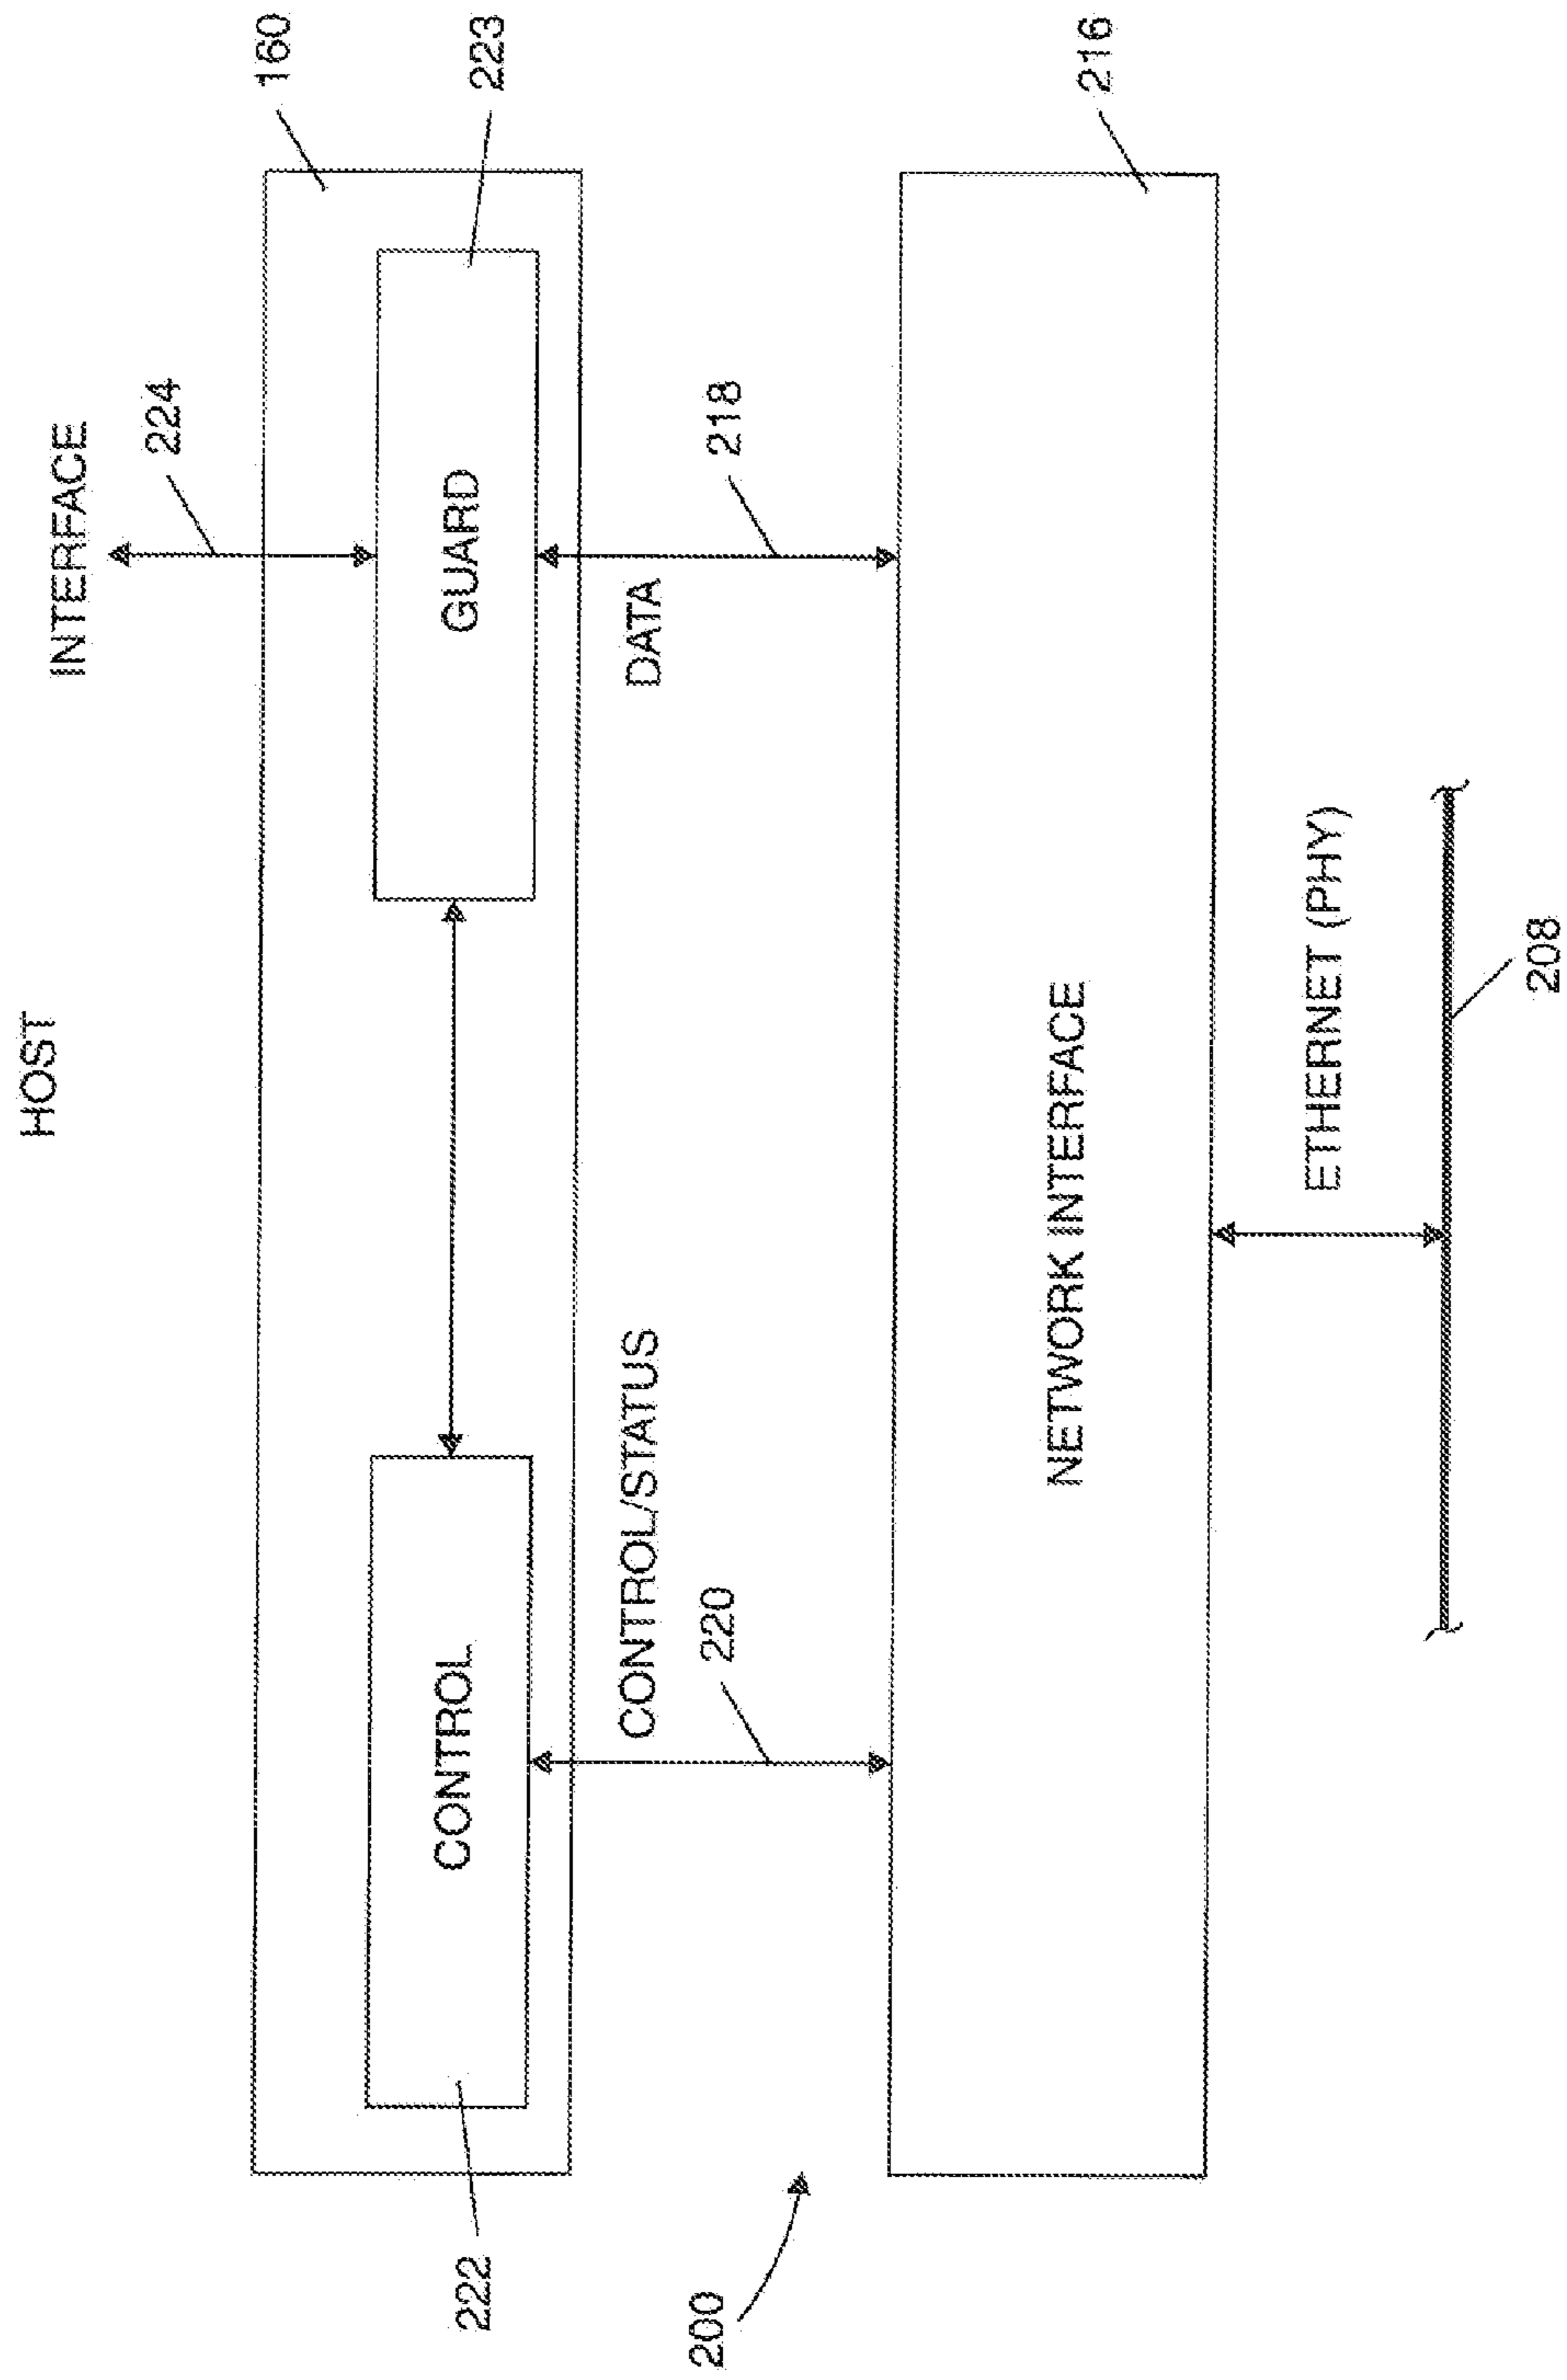 HOST
INTERFACE
224
160
CONTROL
GUARD
222
223
CONTROL/STATUS
DATA
220
218
200
NETWORK INTERFACE
216
ETHERNET (PHY)
208